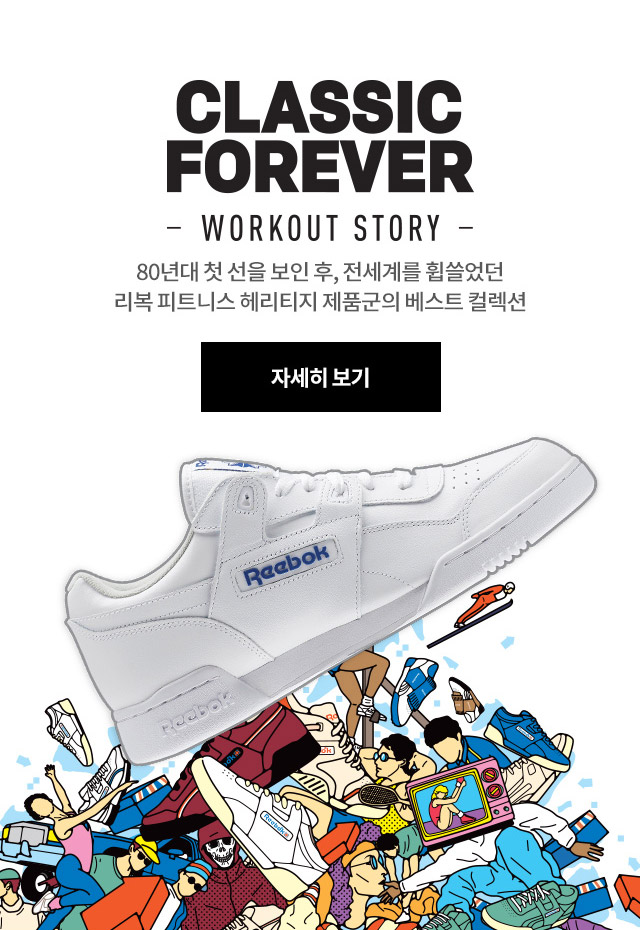 CLASSIC
FOREVER
- WORKOUT STORY -
80년대 첫 선을 보인 후, 전세계를 휩쓸었던
리복 피트니스 헤리티지 제품군의 베스트 컬렉션
자세히 보기
Reebok
Reebok
Reebok